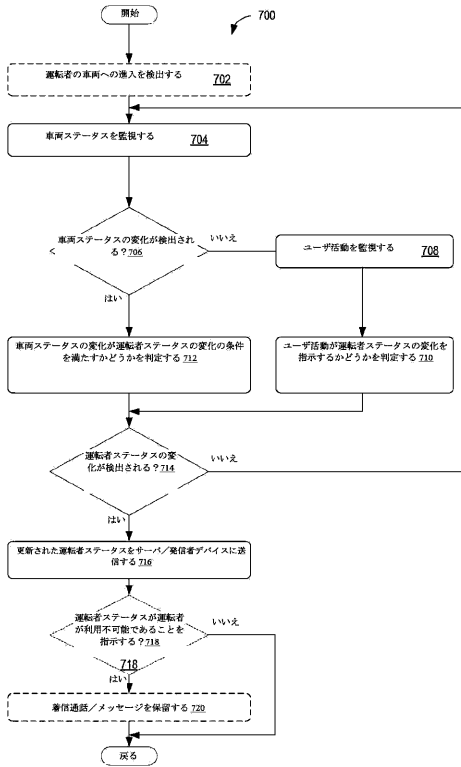 開始
700
運転者の車両への進入を検出する 702
車両ステータスを監視する 704
車両ステータスの変化が検出され
る?706
いいえ
はい
ユーザ活動を監視する 708
車両ステータスの変化が運転者ステータスの変化の条件
を満たすかどうかを判定する 712
ユーザ活動が運転者ステータスの変化を
指示するかどうかを判定する 710
運転者ステータスの変
化が検出される?714
いいえ
はい
更新された運転者ステータスをサーバ/発信者デバイスに送
信する 716
運転者ステータスが運転者
が利用不可能であることを
指示する?718
いいえ
718
はい
着信通話/メッセージを保留する 720
戻る